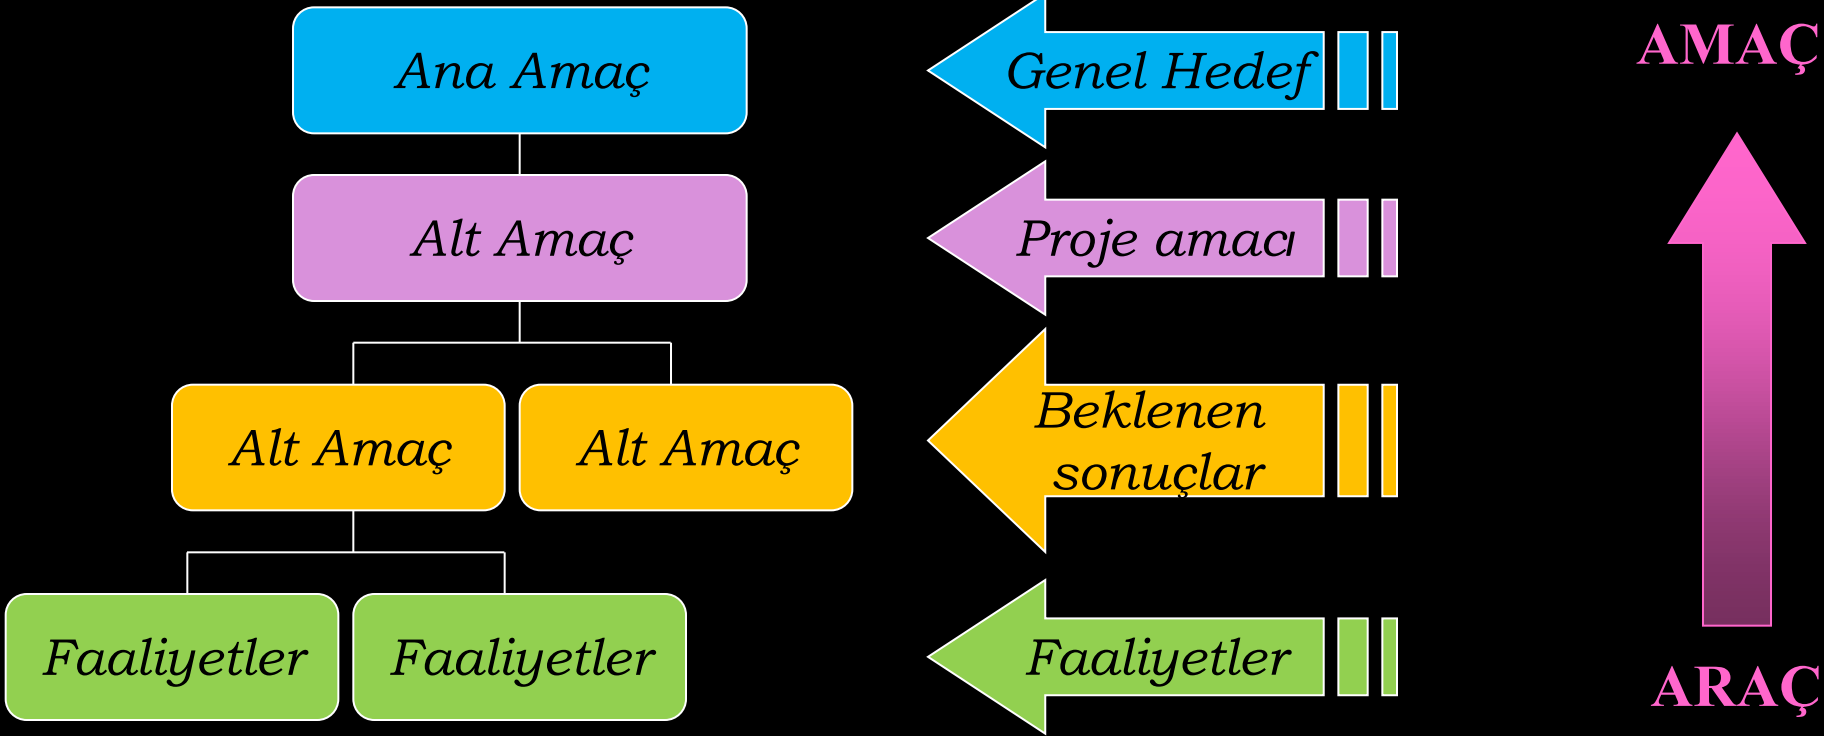 Ana Amaç
Genel Hedef
AMAÇ
Alt Amaç
Proje amacı
Alt Amaç
Alt Amaç
Beklenen
sonuçlar
Faaliyetler
Faaliyetler
Faaliyetler
ARAÇ